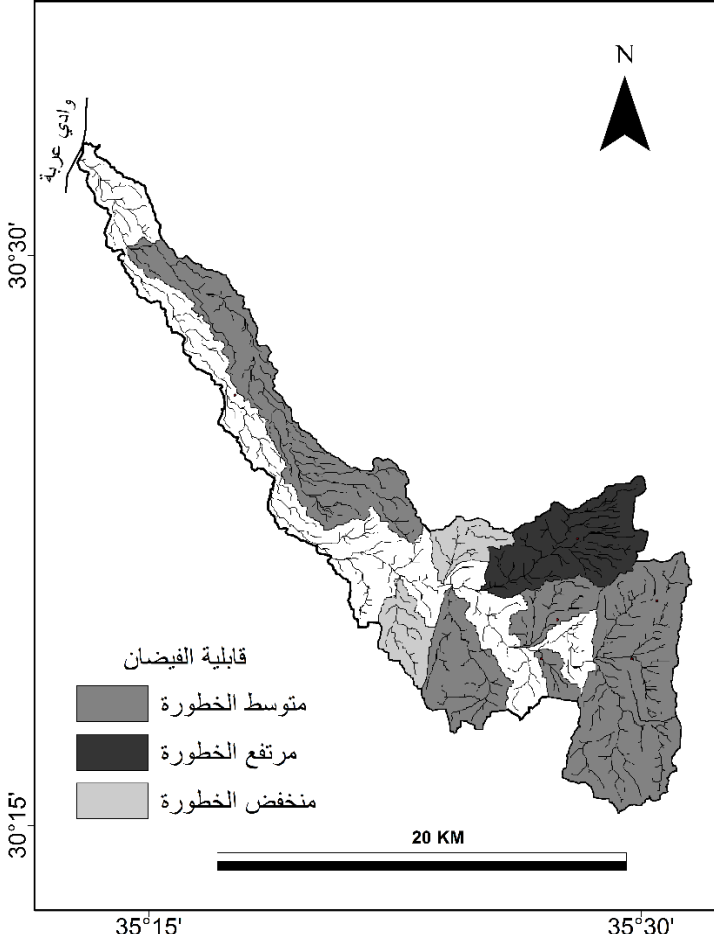 N
وادي عربة
30°30'
قابلية الفيضان
متوسط الخطورة
مرتفع الخطورة
منخفض الخطورة
30°15'
20 KM
35°15'
35°30'